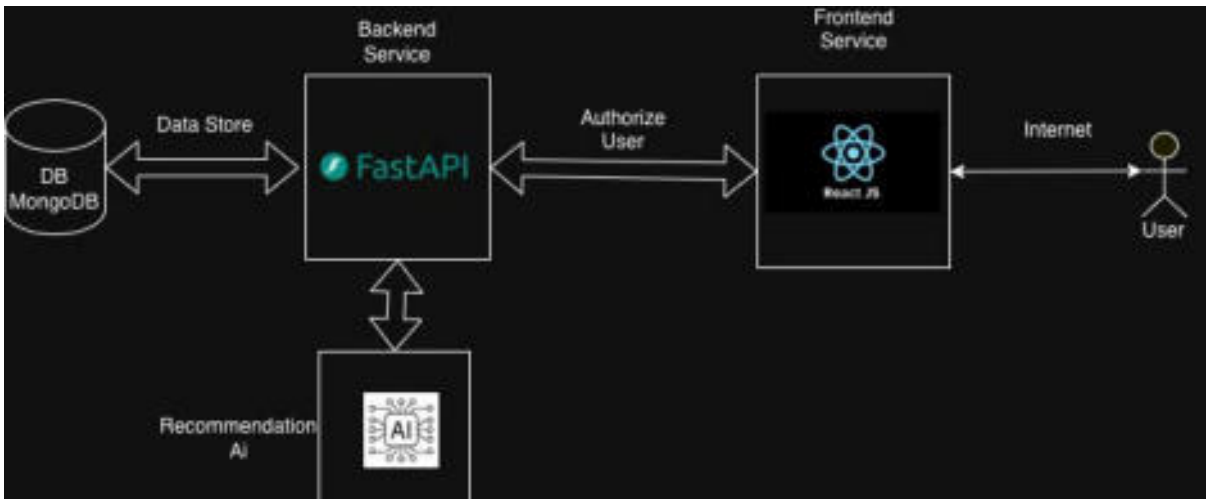 Backend
Service
Frontend
Service
Data Store
Authorize
User
Internet
DB
MongoDB
FastAPI
React JS
User
Recommendation
Ai
AI